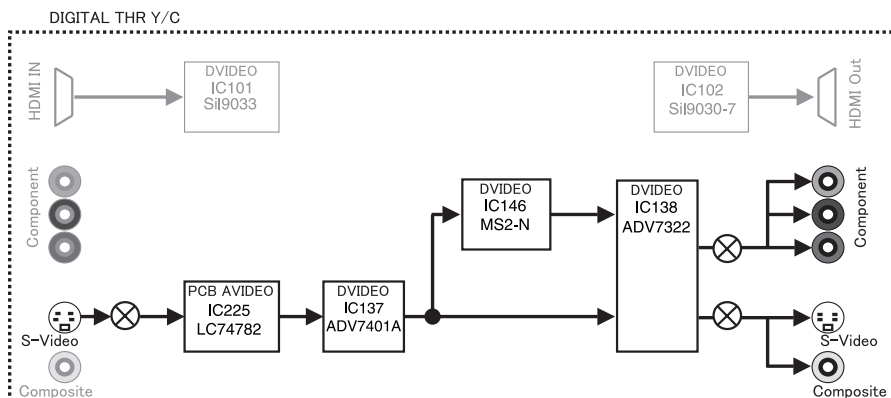 DIGITAL THR Y/C
HDMI IN
DVIDEO
IC101
SiI9033
DVIDEO
IC102
SiI9030-7
HDMI Out
Component
DVIDEO
IC146
MS2-N
DVIDEO
IC138
ADV7322
Component
S-Video
PCB AVIDEO
IC225
LC74782
DVIDEO
IC137
ADV7401A
S-Video
Composite
Composite